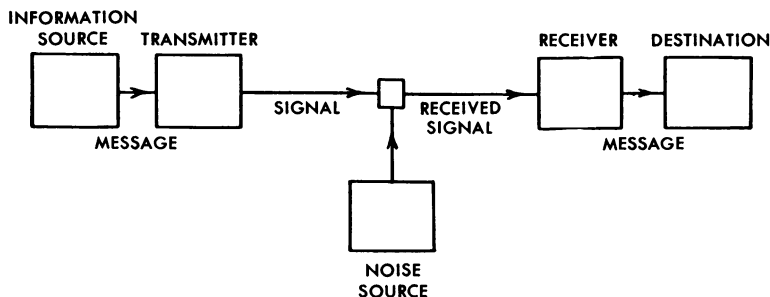 INFORMATION
SOURCE
TRANSMITTER
RECEIVER
DESTINATION
SIGNAL
RECEIVED
SIGNAL
MESSAGE
MESSAGE
NOISE
SOURCE